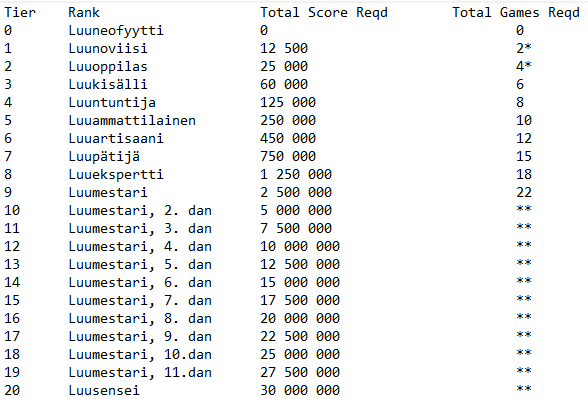 Tier Rank Total Score Reqd Total Games Reqd
0 Luuneofyytti 0 0
1 Luunoviisi 12 500 2*
2 Luuoppilas 25 000 4*
3 Luukisälli 60 000 6
4 Luuntuntija 125 000 8
5 Luuammattilainen 250 000 10
6 Luuartisaani 450 000 12
7 Luupätijä 750 000 15
8 Luuekspertti 1 250 000 18
9 Luumestari 2 500 000 22
10 Luumestari, 2. dan 5 000 000 **
11 Luumestari, 3. dan 7 500 000 **
12 Luumestari, 4. dan 10 000 000 **
13 Luumestari, 5. dan 12 500 000 **
14 Luumestari, 6. dan 15 000 000 **
15 Luumestari, 7. dan 17 500 000 **
16 Luumestari, 8. dan 20 000 000 **
17 Luumestari, 9. dan 22 500 000 **
18 Luumestari, 10.dan 25 000 000 **
19 Luumestari, 11.dan 27 500 000 **
20 Luusensei 30 000 000 **